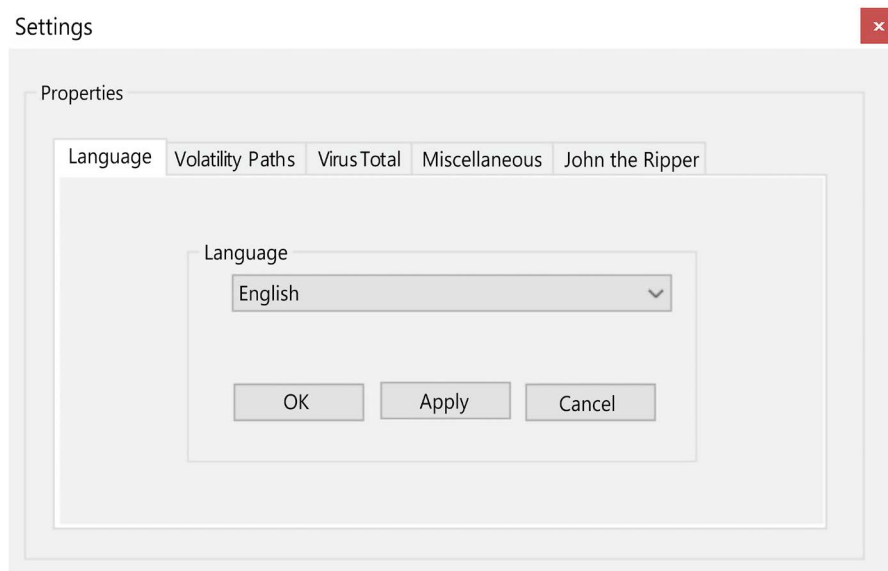 Settings
x
Properties
Language Volatility Paths Virus Total Miscellaneous John the Ripper
Language
English
OK Apply Cancel